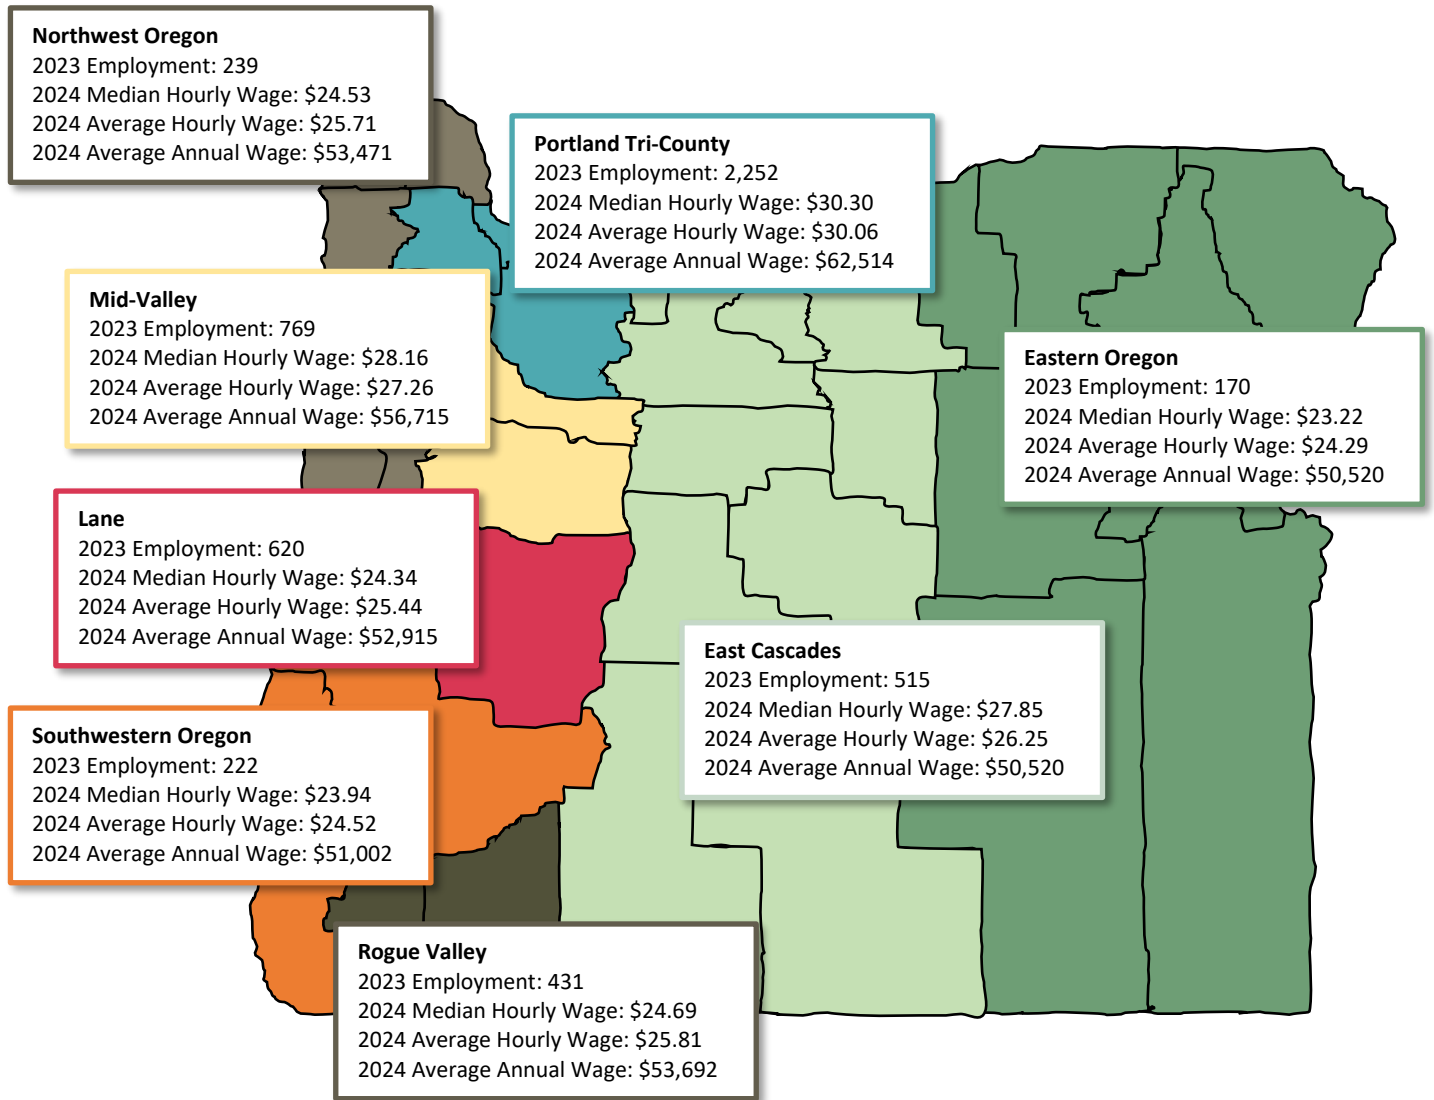 Northwest Oregon
2023 Employment: 239
2024 Median Hourly Wage: $24.53
2024 Average Hourly Wage: $25.71
2024 Average Annual Wage: $53,471
Portland Tri-County
2023 Employment: 2,252
2024 Median Hourly Wage: $30.30
2024 Average Hourly Wage: $30.06
2024 Average Annual Wage: $62,514
Mid-Valley
2023 Employment: 769
2024 Median Hourly Wage: $28.16
2024 Average Hourly Wage: $27.26
2024 Average Annual Wage: $56,715
Eastern Oregon
2023 Employment: 170
2024 Median Hourly Wage: $23.22
2024 Average Hourly Wage: $24.29
2024 Average Annual Wage: $50,520
Lane
2023 Employment: 620
2024 Median Hourly Wage: $24.34
2024 Average Hourly Wage: $25.44
2024 Average Annual Wage: $52,915
East Cascades
2023 Employment: 515
2024 Median Hourly Wage: $27.85
2024 Average Hourly Wage: $26.25
2024 Average Annual Wage: $50,520
Southwestern Oregon
2023 Employment: 222
2024 Median Hourly Wage: $23.94
2024 Average Hourly Wage: $24.52
2024 Average Annual Wage: $51,002
Rogue Valley
2023 Employment: 431
2024 Median Hourly Wage: $24.69
2024 Average Hourly Wage: $25.81
2024 Average Annual Wage: $53,692